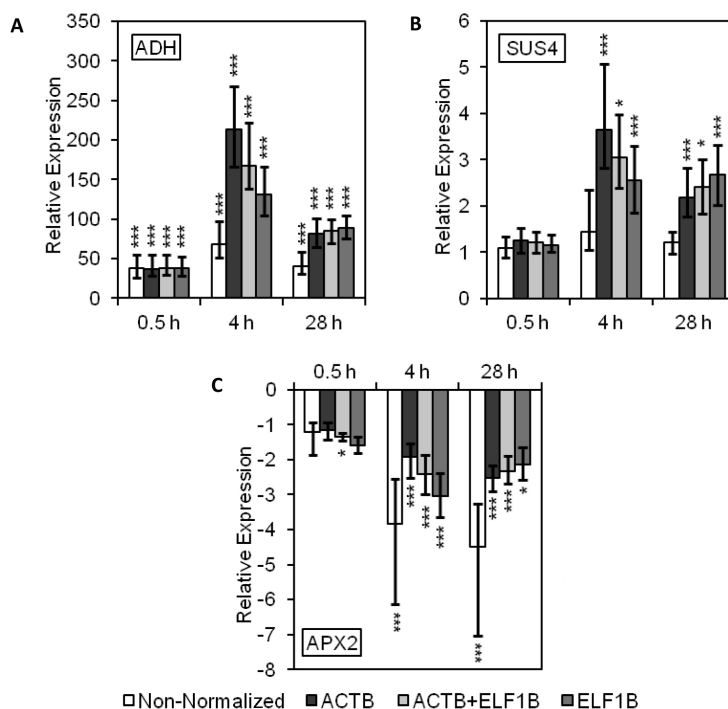 A
ADH
Relative Expression
350
300
250
200
150
100
50
0
***
***
***
***
***
***
***
***
***
***
***
***
0.5 h
4 h
28 h
B
SUS4
Relative Expression
6
5
4
3
2
1
0
***
*
***
***
*
***
0.5 h
4 h
28 h
C
0.5 h
4 h
28 h
Relative Expression
0
-1
-2
-3
-4
-5
-6
-7
-8
*
***
***
***
***
***
***
*
***
APX2
Non-Normalized
ACTB
ACTB+ELF1B
ELF1B